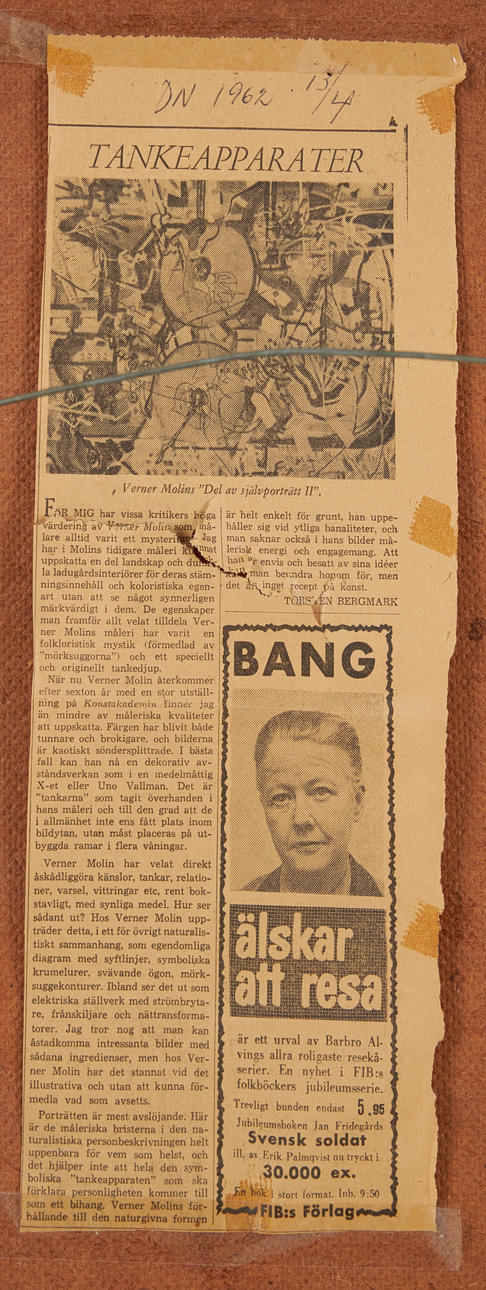 DN 1962 13/4
TANKEAPPARATER
Verner Molins "Del av självporträtt II".
FÖR MIG har vissa kritikers höga
värdering av Verner Molin som må-
lare alltid varit ett mysterium. Jag
har i Molins tidigare måleri kunnat
uppskatta en del landskap och dunk-
la ladugårdsinteriörer för deras stäm-
ningsinnehåll och koloristiska egen-
art utan att se något synnerligen
märkvärdigt i dem. De egenskaper
man framför allt velat tilldela Ver-
ner Molins måleri har varit en
folkloristisk mystik (förmedlad av
"mörksuggorna") och ett speciellt
och originellt tankedjup.
När nu Verner Molin återkommer
efter sexton år med en stor utställ-
ning på Konstakademin finner jag
än mindre av måleriska kvaliteter
att uppskatta. Färgen har blivit både
tunnare och brokigare, och bilderna
är kaotiskt söndersplittrade. I bästa
fall kan han nå en dekorativ av-
ståndsverkan som i en medelmåttig
X-et eller Uno Vallman. Det är
"tankarna" som tagit överhanden i
hans måleri och till den grad att de
i allmänhet inte ens fått plats inom
bildytan, utan måst placeras på ut-
byggda ramar i flera våningar.
Verner Molin har velat direkt
åskådliggöra känslor, tankar, relatio-
ner, varsel, vittringar etc, rent bok-
stavligt, med synliga medel. Hur ser
sådant ut? Hos Verner Molin upp-
träder detta, i ett för övrigt naturalis-
tiskt sammanhang, som egendomliga
diagram med syftlinjer, symboliska
krumelurer, svävande ögon, mörk-
suggekonturer. Ibland ser det ut som
elektriska ställverk med strömbryta-
re, frånskiljare och nättransforma-
torer. Jag tror nog att man kan
åstadkomma intressanta bilder med
sådana ingredienser, men hos Ver-
ner Molin har det stannat vid det
illustrativa och utan att kunna för-
medla vad som avsetts.
Porträtten är mest avslöjande. Här
är de måleriska bristerna i den na-
turalistiska personbeskrivningen helt
uppenbara för vem som helst, och
det hjälper inte att hela den sym-
boliska "tankeapparaten" som ska
förklara personligheten kommer till
som ett bihang. Verner Molins för-
hållande till den naturgivna formen
är helt enkelt för grunt, han uppe-
håller sig vid ytliga banaliteter, och
man saknar också i hans bilder må-
lerisk energi och engagemang. Att
han är envis och besatt av sina idéer
kan man beundra honom för, men
det är inget recept på konst.
TORSTEN BERGMARK
BANG
älskar
att resa
är ett urval av Barbro Al-
vings allra roligaste resekå-
serier. En nyhet i FIB:s
folkböckers jubileumsserie.
Trevligt bunden endast 5.95
Jubileumsboken Jan Fridegårds
Svensk soldat
ill. av Erik Palmqvist nu tryckt i
30.000 ex.
En bok i stort format. Inb. 9:50
FIB:s Förlag